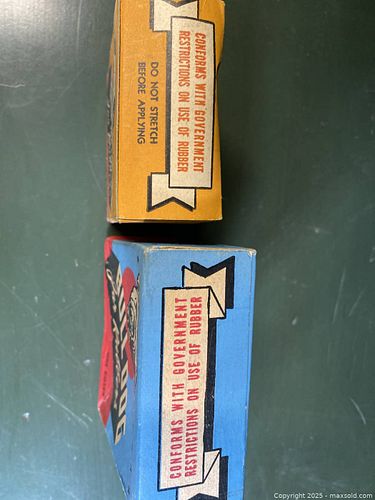 CONFORMS WITH GOVERNMENT
RESTRICTIONS ON USE OF RUBBER
DO NOT STRETCH
BEFORE APPLYING
CONFORMS WITH GOVERNMENT
RESTRICTIONS ON USE OF RUBBER
Copyright 2025 - maxsold.com